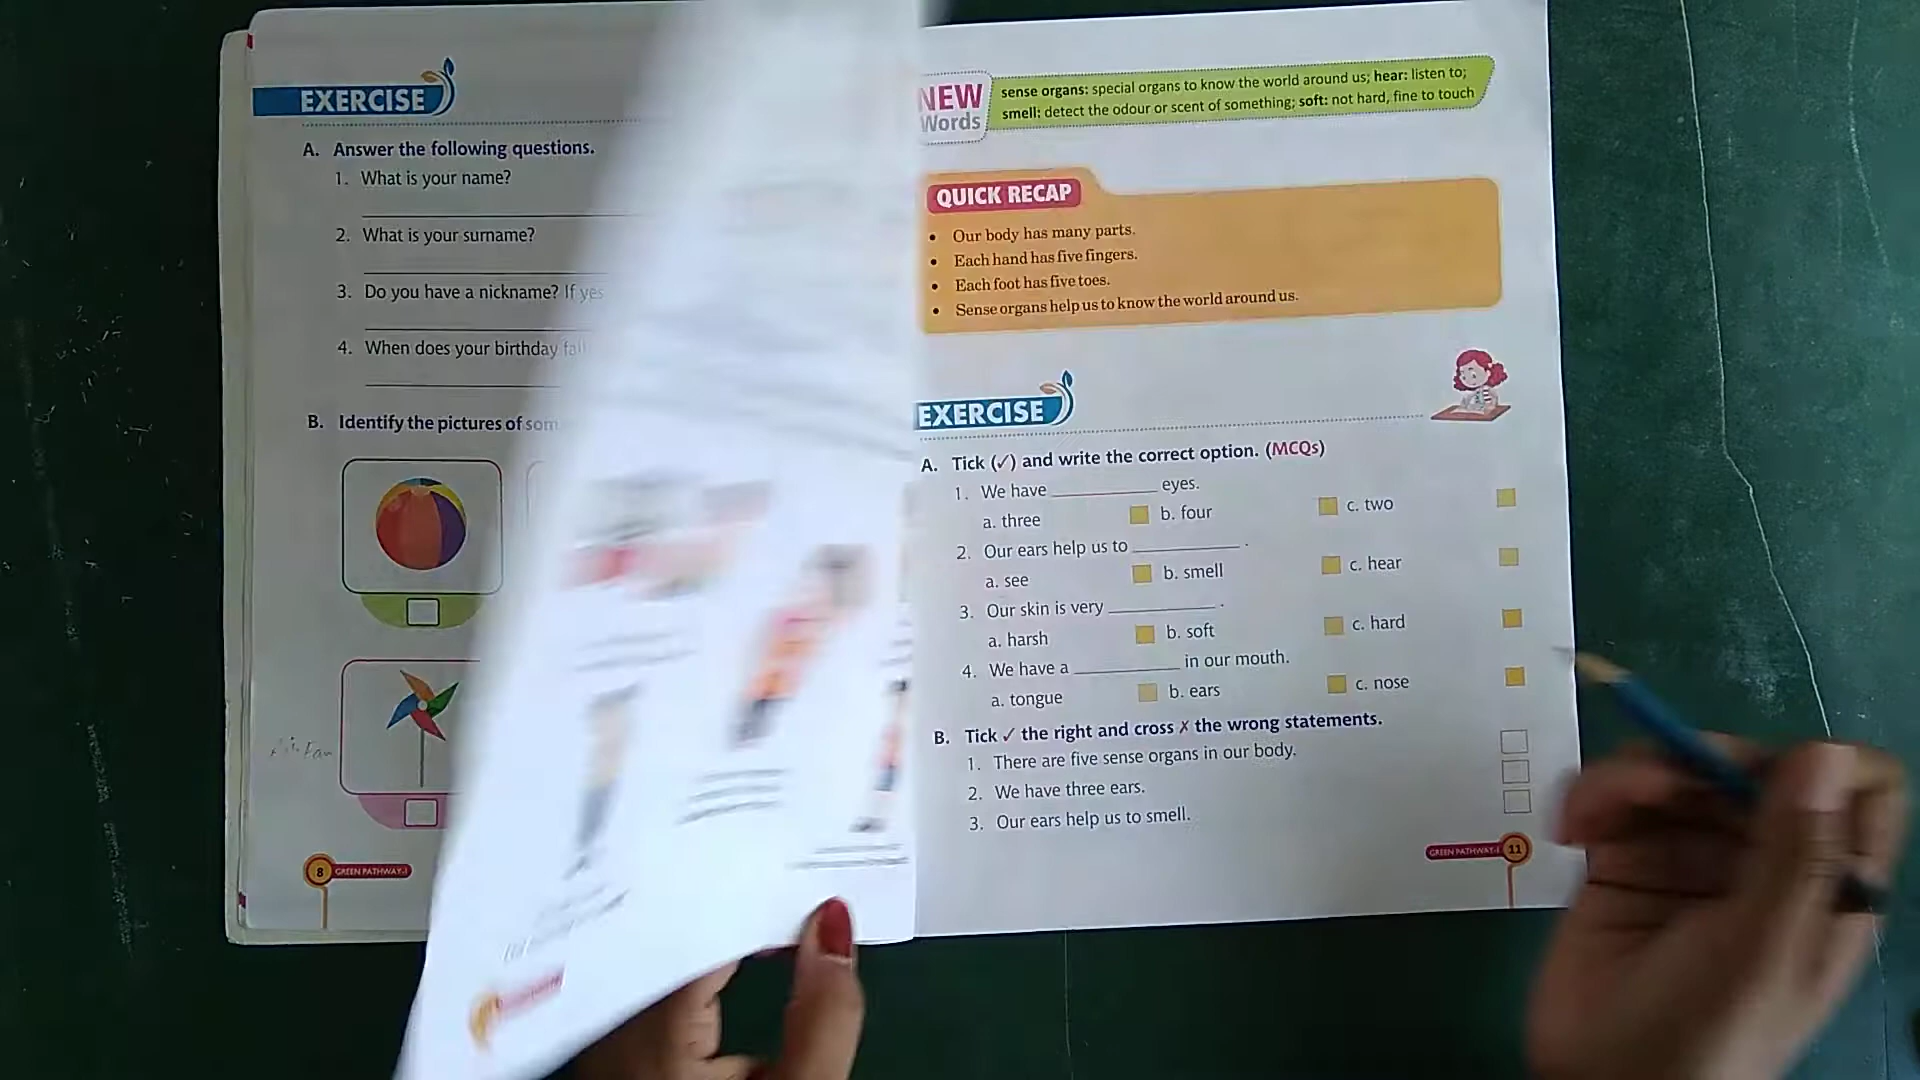 EXERCISE
A. Answer the following questions.
1. What is your name?
2. What is your surname?
3. Do you have a nickname? If yes
4. When does your birthday
B. Identify the pictures of
8 GREEN PATHWAY-1
NEW Words
sense organs: special organs to know the world around us; hear: listen to;
smell: detect the odour or scent of something; soft: not hard, fine to touch
QUICK RECAP
• Our body has many parts.
• Each hand has five fingers.
• Each foot has five toes.
• Sense organs help us to know the world around us.
EXERCISE
A. Tick (✓) and write the correct option. (MCQs)
1. We have __________ eyes.
a. three b. four c. two
2. Our ears help us to __________ .
a. see b. smell c. hear
3. Our skin is very __________ .
a. harsh b. soft c. hard
4. We have a __________ in our mouth.
a. tongue b. ears c. nose
B. Tick ✓ the right and cross ✗ the wrong statements.
1. There are five sense organs in our body.
2. We have three ears.
3. Our ears help us to smell.
GREEN PATHWAY-1 11